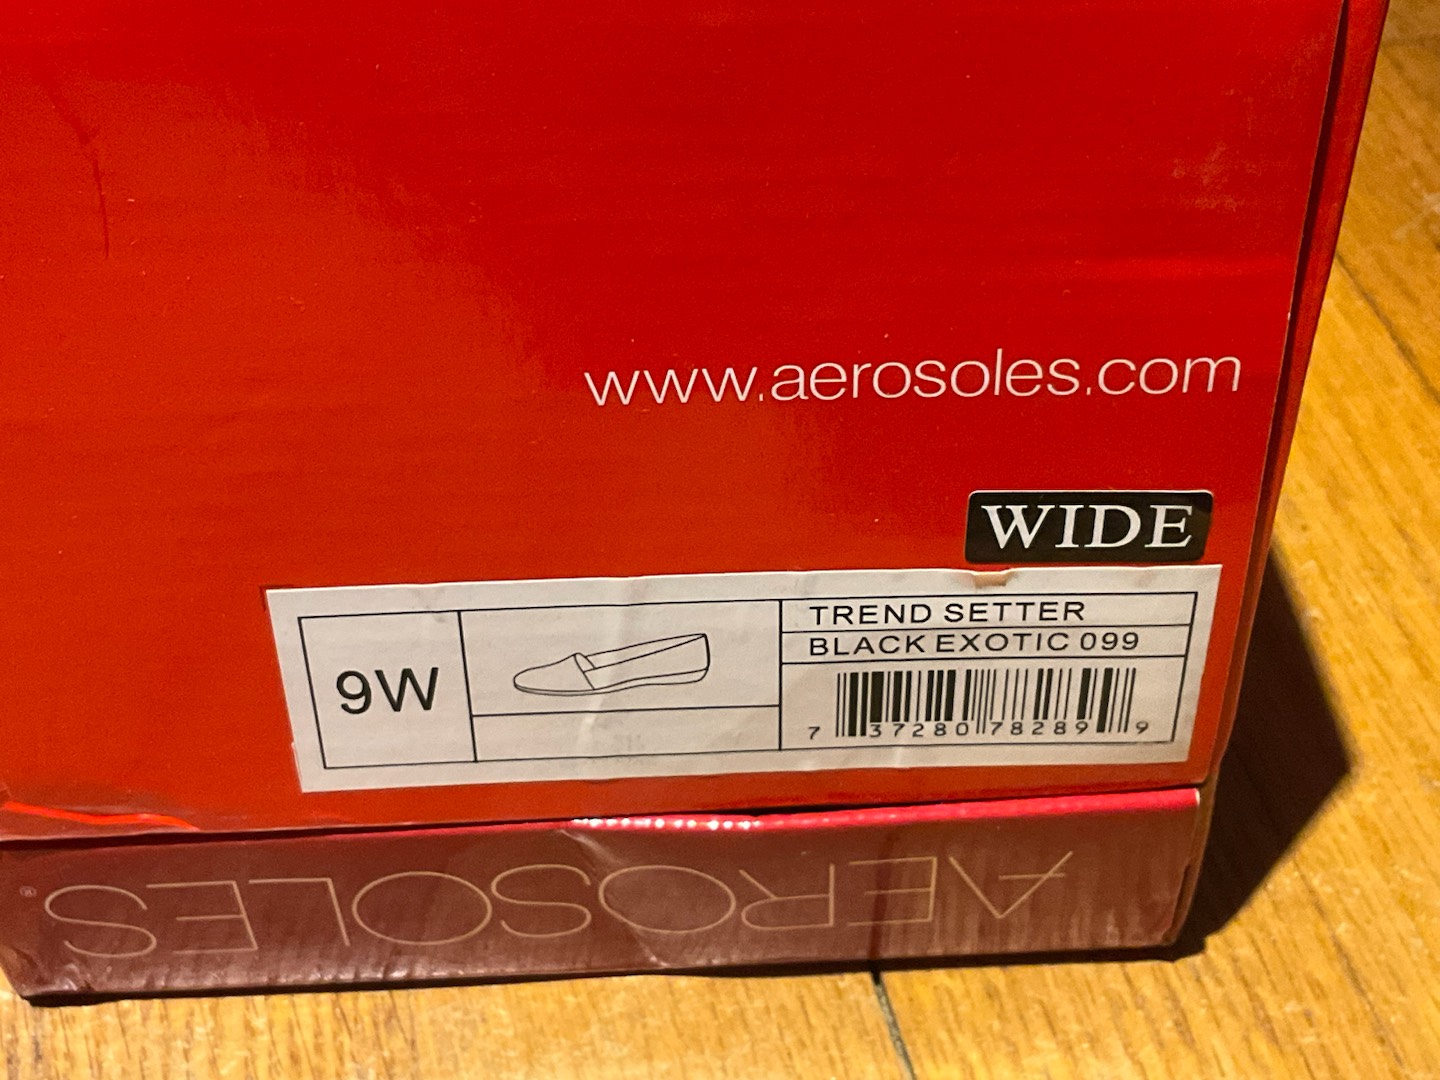 www.aerosoles.com
WIDE
9W
TREND SETTER
BLACK EXOTIC 099
7 37280 78289 9
AEROSOLES®